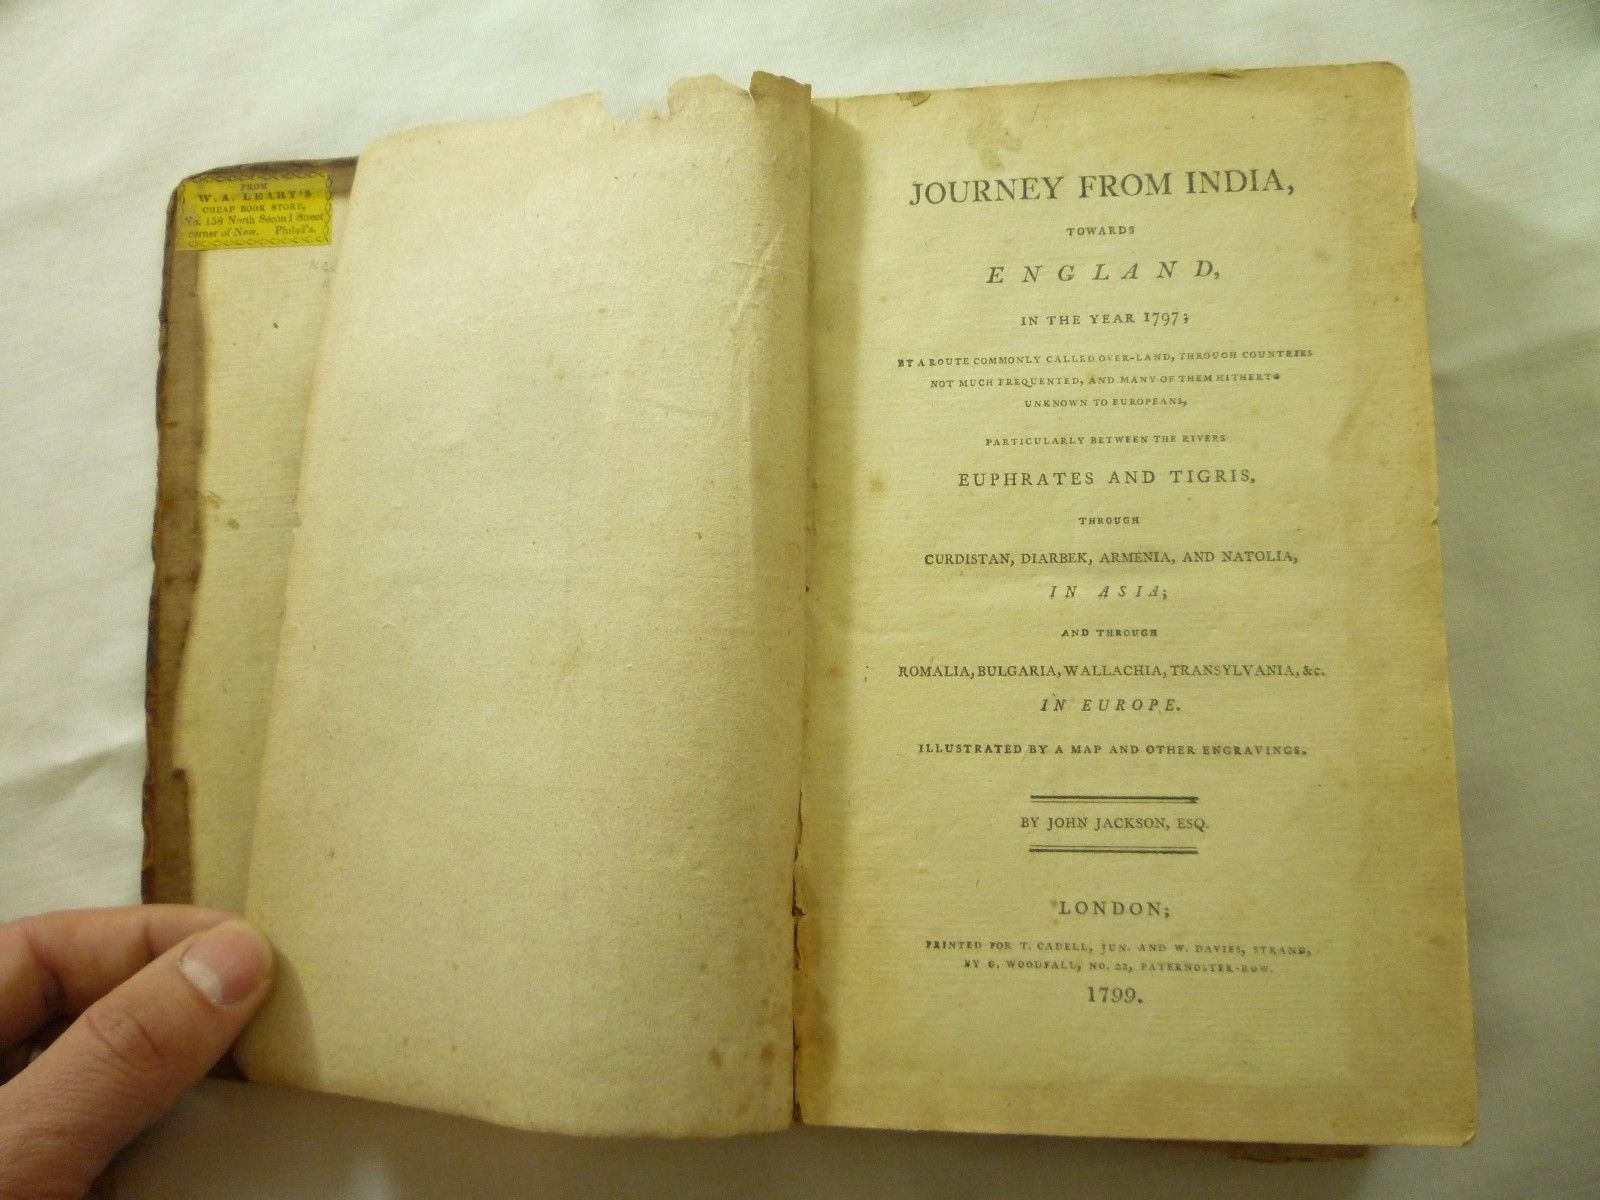 FROM
W. A. LEARY'S
CHEAP BOOK STORE,
No. 158 North Second Street
corner of New. Philad'a.
JOURNEY FROM INDIA,
TOWARDS
ENGLAND,
IN THE YEAR 1797;
BY A ROUTE COMMONLY CALLED OVER-LAND, THROUGH COUNTRIES
NOT MUCH FREQUENTED, AND MANY OF THEM HITHERTO
UNKNOWN TO EUROPEANS,
PARTICULARLY BETWEEN THE RIVERS
EUPHRATES AND TIGRIS,
THROUGH
CURDISTAN, DIARBEK, ARMENIA, AND NATOLIA,
IN ASIA;
AND THROUGH
ROMALIA, BULGARIA, WALLACHIA, TRANSYLVANIA, &c.
IN EUROPE.
ILLUSTRATED BY A MAP AND OTHER ENGRAVINGS.
BY JOHN JACKSON, ESQ.
LONDON;
PRINTED FOR T. CADELL, JUN. AND W. DAVIES, STRAND,
BY G. WOODFALL, NO. 22, PATERNOSTER-ROW.
1799.